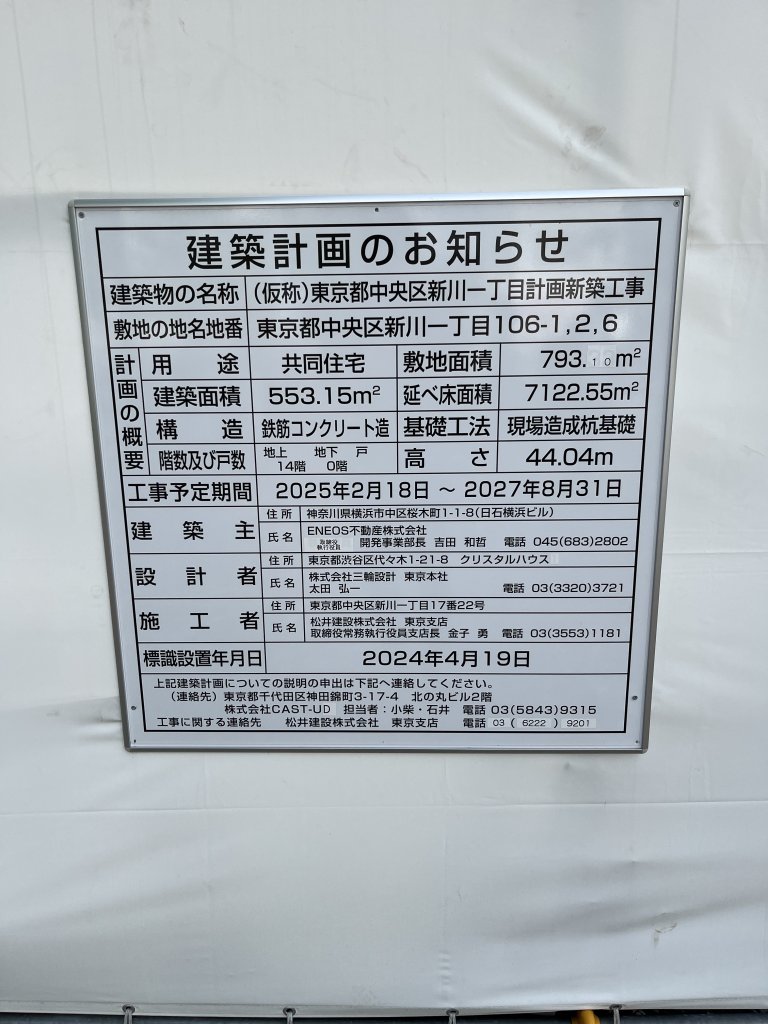 建築計画のお知らせ
建築物の名称 (仮称)東京都中央区新川一丁目計画新築工事
敷地の地名地番 東京都中央区新川一丁目106-1,2,6
計画の概要
用途 共同住宅 敷地面積 793.10m²
建築面積 553.15m² 延べ床面積 7122.55m²
構造 鉄筋コンクリート造 基礎工法 現場造成杭基礎
階数及び戸数 地上 14階 地下 0階 戸 高さ 44.04m
工事予定期間 2025年2月18日 ~ 2027年8月31日
建築主 住所 神奈川県横浜市中区桜木町1-1-8(日石横浜ビル)
氏名 ENEOS不動産株式会社
取締役 執行役員 開発事業部長 吉田 和哲 電話 045(683)2802
設計者 住所 東京都渋谷区代々木1-21-8 クリスタルハウス
氏名 株式会社三輪設計 東京本社
太田 弘一 電話 03(3320)3721
施工者 住所 東京都中央区新川一丁目17番22号
氏名 松井建設株式会社 東京支店
取締役常務執行役員支店長 金子 勇 電話 03(3553)1181
標識設置年月日 2024年4月19日
上記建築計画についての説明の申出は下記へ連絡してください。
(連絡先) 東京都千代田区神田錦町3-17-4 北の丸ビル2階
株式会社CAST-UD 担当者:小柴・石井 電話 03(5843)9315
工事に関する連絡先 松井建設株式会社 東京支店 電話 03(6222)9201